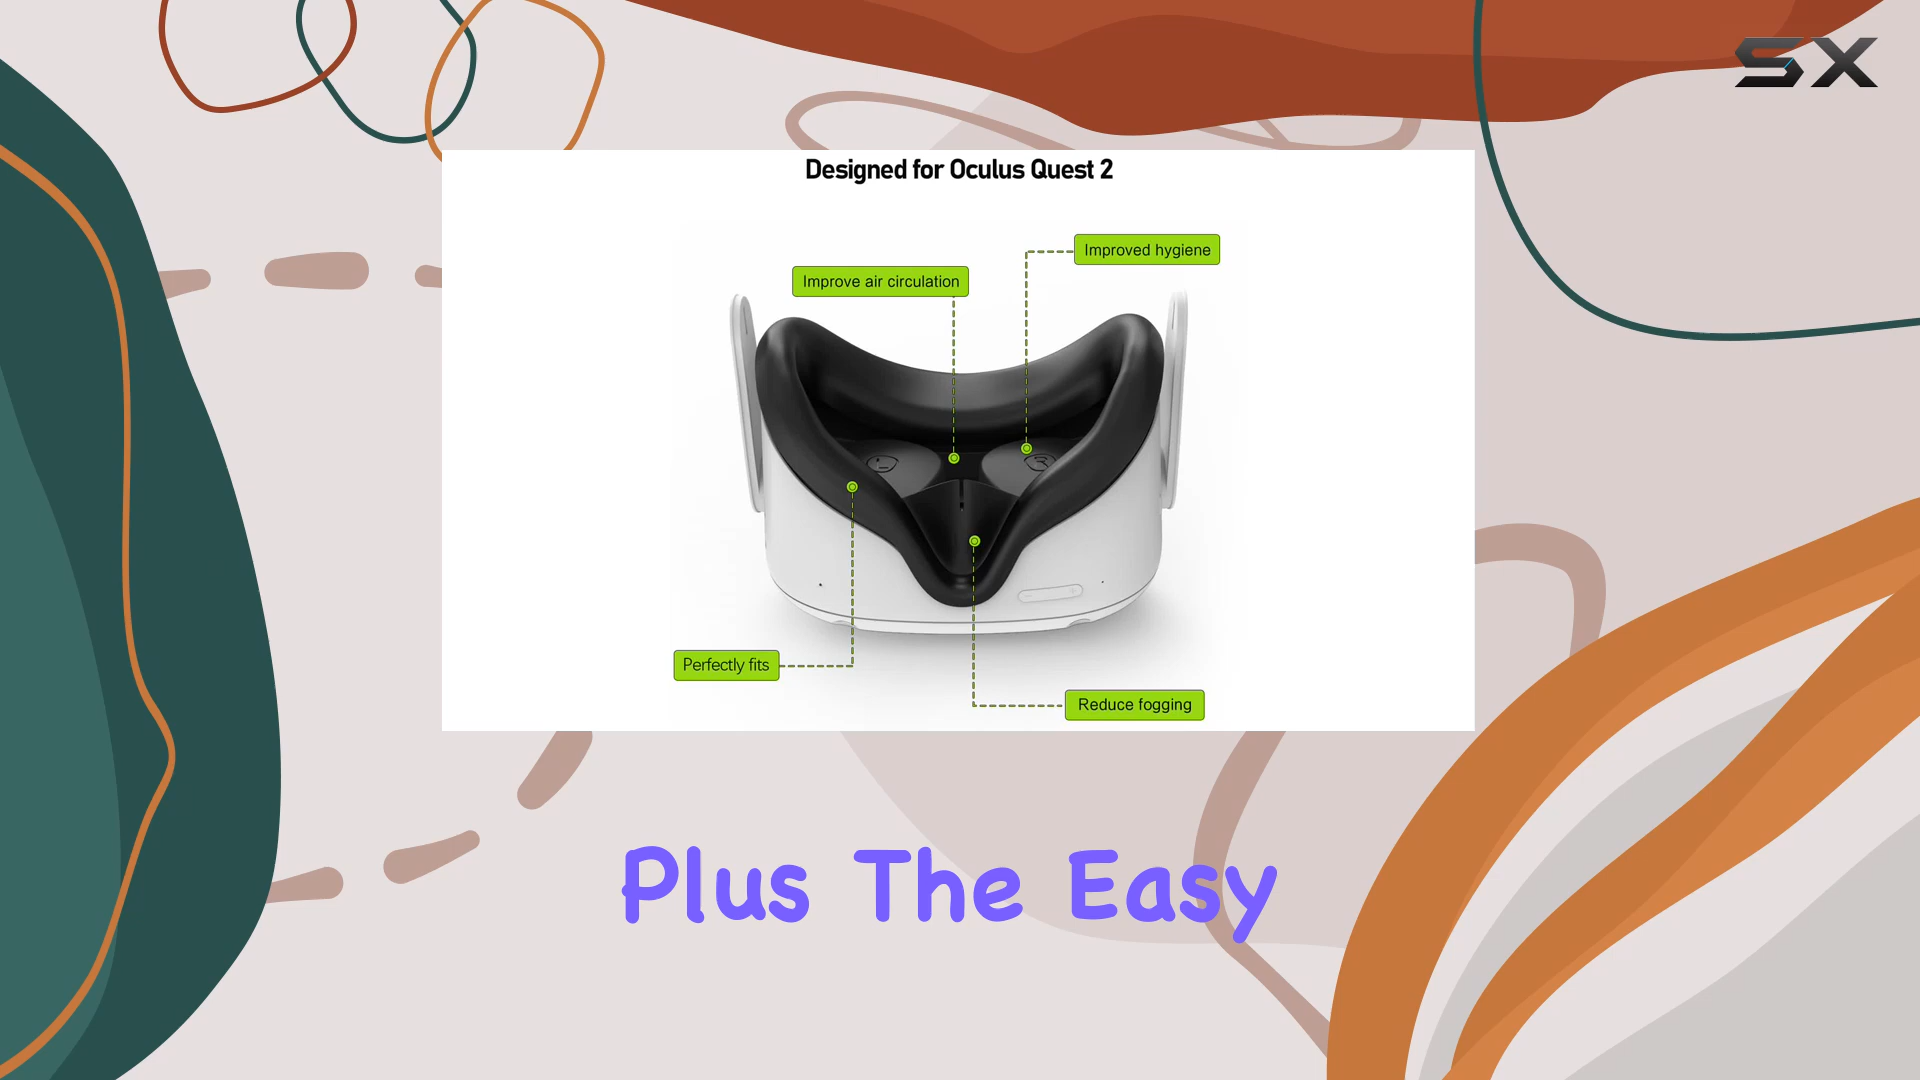 SX
Designed for Oculus Quest 2
Improved hygiene
Improve air circulation
Perfectly fits
Reduce fogging
Plus The Easy